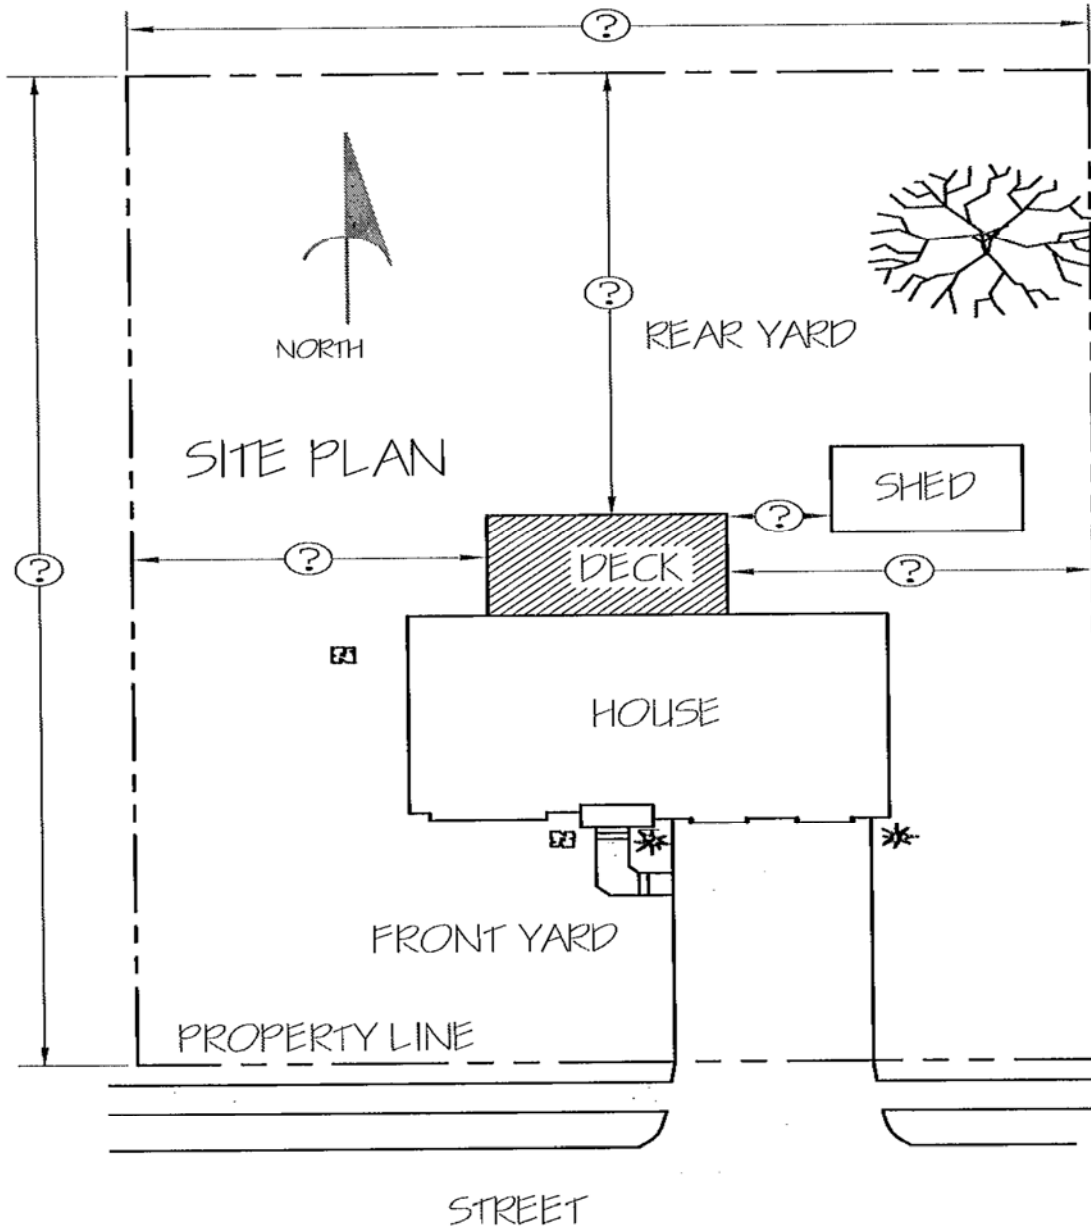 ?
?
NORTH
REAR YARD
SITE PLAN
SHED
?
?
?
DECK
?
?
HOUSE
FRONT YARD
PROPERTY LINE
STREET